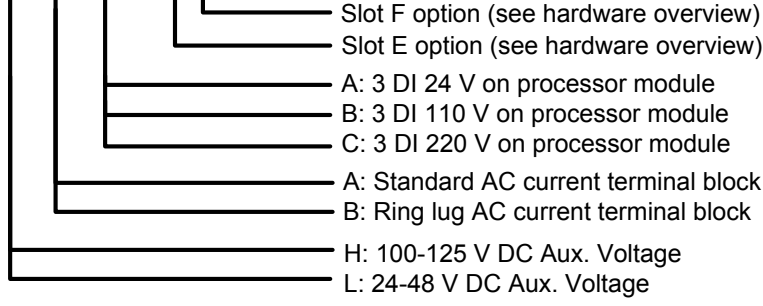 Slot F option (see hardware overview)
Slot E option (see hardware overview)
A: 3 DI 24 V on processor module
B: 3 DI 110 V on processor module
C: 3 DI 220 V on processor module
A: Standard AC current terminal block
B: Ring lug AC current terminal block
H: 100-125 V DC Aux. Voltage
L: 24-48 V DC Aux. Voltage